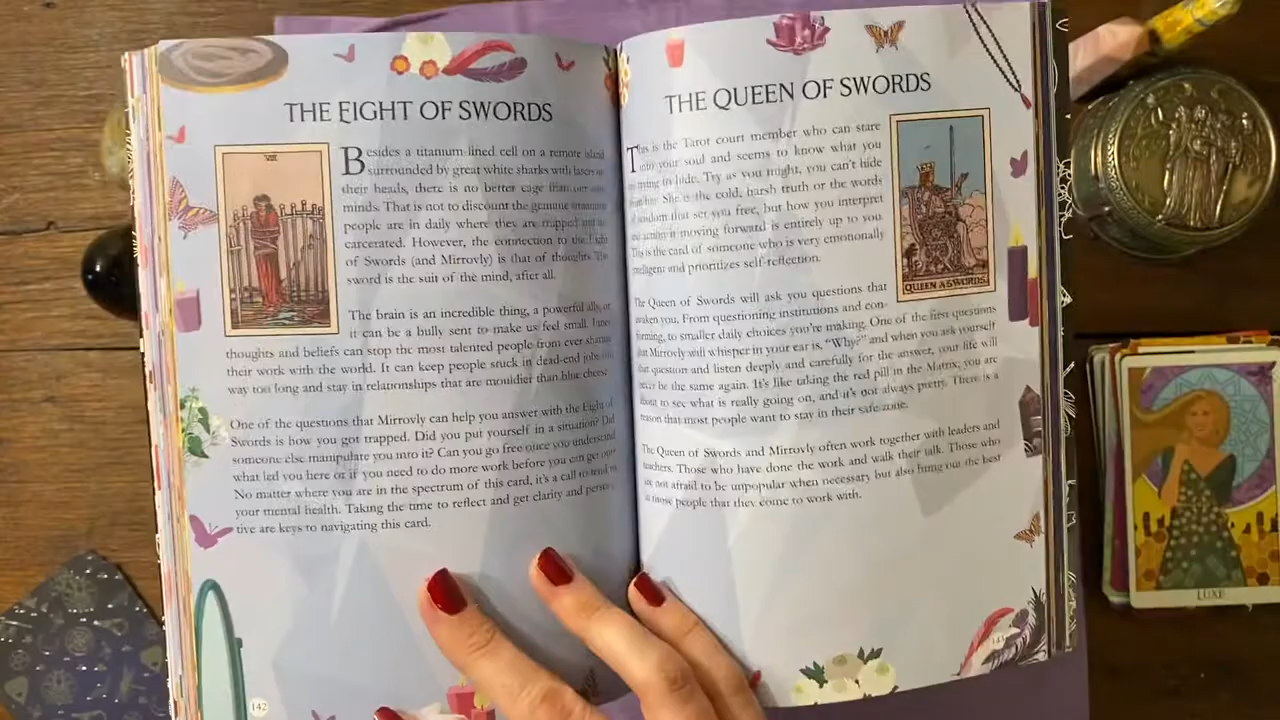 THE EIGHT OF SWORDS
VIII
Besides a titanium-lined cell on a remote island
surrounded by great white sharks with lasers on
their heads, there is no better cage than our own
minds. That is not to discount the genuine
people are in daily where they are trapped
carcerated. However, the connection to the Eight
of Swords (and Mirrovly) is that of thoughts. The
sword is the suit of the mind, after all.
The brain is an incredible thing, a powerful ally, or
it can be a bully sent to make us feel small. Inner
thoughts and beliefs can stop the most talented people from ever sharing
their work with the world. It can keep people stuck in dead-end jobs
way too long and stay in relationships that are mouldier than blue cheese.
One of the questions that Mirrovly can help you answer with the Eight of
Swords is how you got trapped. Did you put yourself in a situation? Did
someone else manipulate you into it? Can you go free once you understand
what led you here or if you need to do more work before you can get out?
No matter where you are in the spectrum of this card, it's a call to tend to
your mental health. Taking the time to reflect and get clarity and perspec-
tive are keys to navigating this card.
142
THE QUEEN OF SWORDS
This is the Tarot court member who can stare
into your soul and seems to know what you
trying to hide. Try as you might, you can't hide
from her. She is the cold, harsh truth or the words
of wisdom that set you free, but how you interpret
it moving forward is entirely up to you.
This is the card of someone who is very emotionally
intelligent and prioritizes self-reflection.
QUEEN of SWORDS
The Queen of Swords will ask you questions that
awaken you. From questioning institutions and con-
forming, to smaller daily choices you're making. One of the first questions
that Mirrovly will whisper in your ear is, "Why?" and when you ask yourself
that question and listen deeply and carefully for the answer, your life will
never be the same again. It's like taking the red pill in the Matrix; you are
about to see what is really going on, and it's not always pretty. There is a
reason that most people want to stay in their safe zone.
The Queen of Swords and Mirrovly often work together with leaders and
teachers. Those who have done the work and walk their talk. Those who
are not afraid to be unpopular when necessary but also bring out the best
in those people that they come to work with.
143
LUXE